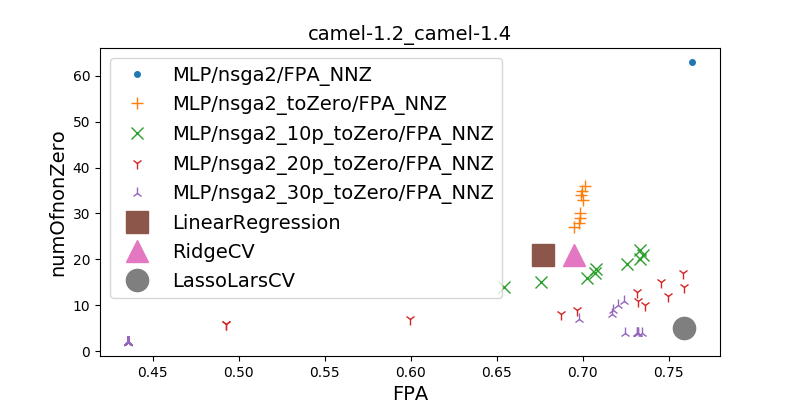 camel-1.2_camel-1.4
MLP/nsga2/FPA_NNZ
MLP/nsga2_toZero/FPA_NNZ
MLP/nsga2_10p_toZero/FPA_NNZ
MLP/nsga2_20p_toZero/FPA_NNZ
MLP/nsga2_30p_toZero/FPA_NNZ
LinearRegression
RidgeCV
LassoLarsCV
numOfnonZero
60
50
40
30
20
10
0
0.45 0.50 0.55 0.60 0.65 0.70 0.75
FPA